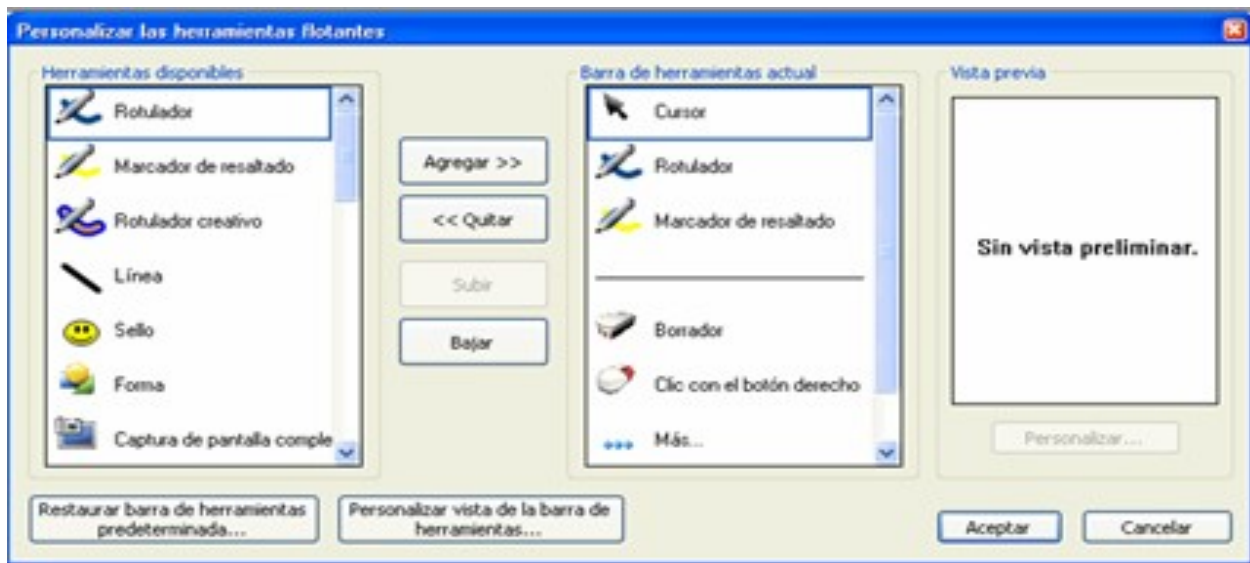 Personalizar las herramientas flotantes
Herramientas disponibles
Rotulador
Marcador de resaltado
Rotulador creativo
Línea
Sello
Forma
Captura de pantalla comple
Agregar >>
<< Quitar
Subir
Bajar
Barra de herramientas actual
Cursor
Rotulador
Marcador de resaltado
Borrador
Clic con el botón derecho
Más...
Vista previa
Sin vista preliminar.
Personalizar...
Restaurar barra de herramientas
predeterminada...
Personalizar vista de la barra de
herramientas...
Aceptar
Cancelar